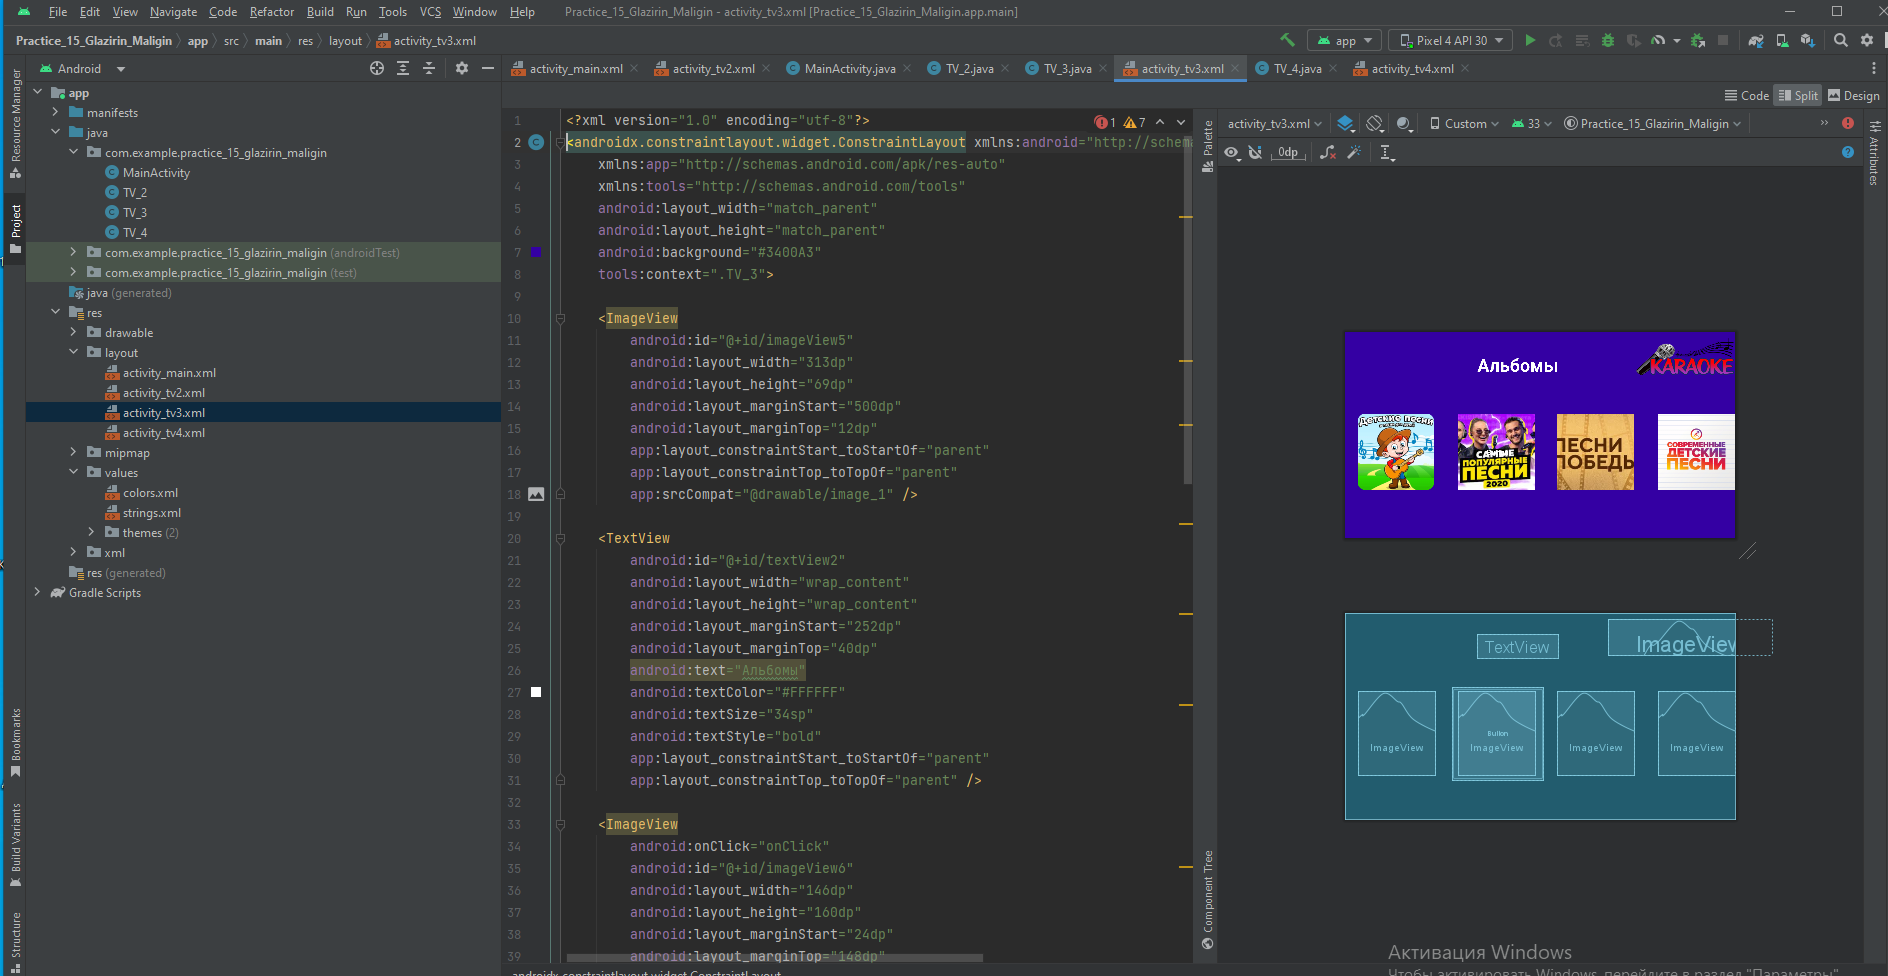 File Edit View Navigate Code Refactor Build Run Tools VCS Window Help Practice_15_Glazirin_Maligin - activity_tv3.xml [Practice_15_Glazirin_Maligin.app.main]
Practice_15_Glazirin_Maligin app src main res layout activity_tv3.xml app Pixel 4 API 30
Android
activity_main.xml activity_tv2.xml MainActivity.java TV_2.java TV_3.java activity_tv3.xml TV_4.java activity_tv4.xml
Code Split Design
Resource Manager
Project
Bookmarks
Build Variants
Structure
app
manifests
java
com.example.practice_15_glazirin_maligin
MainActivity
TV_2
TV_3
TV_4
com.example.practice_15_glazirin_maligin (androidTest)
com.example.practice_15_glazirin_maligin (test)
java (generated)
res
drawable
layout
activity_main.xml
activity_tv2.xml
activity_tv3.xml
activity_tv4.xml
mipmap
values
colors.xml
strings.xml
themes (2)
xml
res (generated)
Gradle Scripts
1 <?xml version="1.0" encoding="utf-8"?>
1 7
2 <androidx.constraintlayout.widget.ConstraintLayout xmlns:android="http://schema
3 xmlns:app="http://schemas.android.com/apk/res-auto"
4 xmlns:tools="http://schemas.android.com/tools"
5 android:layout_width="match_parent"
6 android:layout_height="match_parent"
7 android:background="#3400A3"
8 tools:context=".TV_3">
9
10 <ImageView
11 android:id="@+id/imageView5"
12 android:layout_width="313dp"
13 android:layout_height="69dp"
14 android:layout_marginStart="500dp"
15 android:layout_marginTop="12dp"
16 app:layout_constraintStart_toStartOf="parent"
17 app:layout_constraintTop_toTopOf="parent"
18 app:srcCompat="@drawable/image_1" />
19
20 <TextView
21 android:id="@+id/textView2"
22 android:layout_width="wrap_content"
23 android:layout_height="wrap_content"
24 android:layout_marginStart="252dp"
25 android:layout_marginTop="40dp"
26 android:text="Альбомы"
27 android:textColor="#FFFFFF"
28 android:textSize="34sp"
29 android:textStyle="bold"
30 app:layout_constraintStart_toStartOf="parent"
31 app:layout_constraintTop_toTopOf="parent" />
32
33 <ImageView
34 android:onClick="onClick"
35 android:id="@+id/imageView6"
36 android:layout_width="146dp"
37 android:layout_height="160dp"
38 android:layout_marginStart="24dp"
39 android:layout_marginTop="148dp"
androidx.constraintlayout.widget.ConstraintLayout
Palette
Component Tree
activity_tv3.xml Custom 33 Practice_15_Glazirin_Maligin
0dp
Attributes
Альбомы
KARAOKE
ДЕТСКИЕ ПЕСНИ
САМЫЕ
ПОПУЛЯРНЫЕ
ПЕСНИ
2020
ПЕСНИ
ПОБЕДЬ
СОВРЕМЕННЫЕ
ДЕТСКИЕ
ПЕСНИ
TextView
ImageView
Button
ImageView ImageView ImageView ImageView
Активация Windows
Чтобы активировать Windows, перейдите в раздел "Параметры".